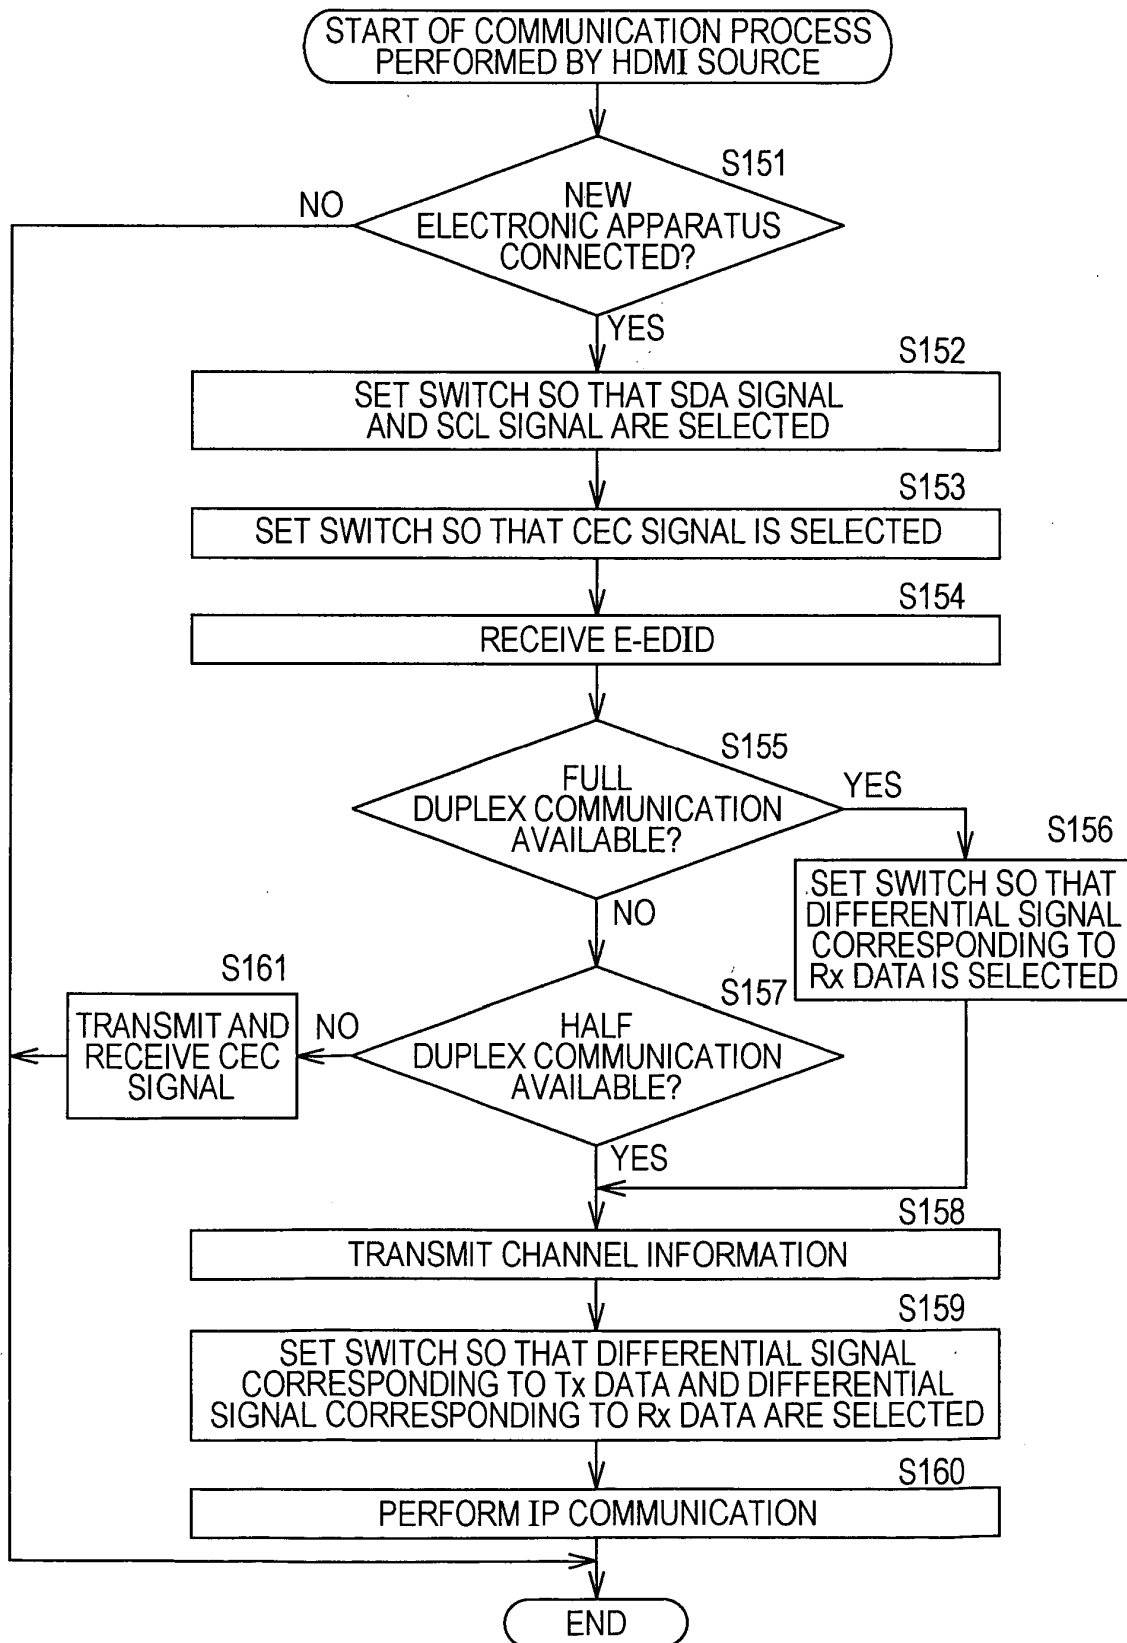 START OF COMMUNICATION PROCESS
PERFORMED BY HDMI SOURCE
S151
NO
NEW
ELECTRONIC APPARATUS
CONNECTED?
YES
S152
SET SWITCH SO THAT SDA SIGNAL
AND SCL SIGNAL ARE SELECTED
S153
SET SWITCH SO THAT CEC SIGNAL IS SELECTED
S154
RECEIVE E-EDID
S155
FULL
DUPLEX COMMUNICATION
AVAILABLE?
YES
S156
SET SWITCH SO THAT
DIFFERENTIAL SIGNAL
CORRESPONDING TO
Rx DATA IS SELECTED
NO
S161
S157
TRANSMIT AND
RECEIVE CEC
SIGNAL
NO
HALF
DUPLEX COMMUNICATION
AVAILABLE?
YES
S158
TRANSMIT CHANNEL INFORMATION
S159
SET SWITCH SO THAT DIFFERENTIAL SIGNAL
CORRESPONDING TO Tx DATA AND DIFFERENTIAL
SIGNAL CORRESPONDING TO Rx DATA ARE SELECTED
S160
PERFORM IP COMMUNICATION
END